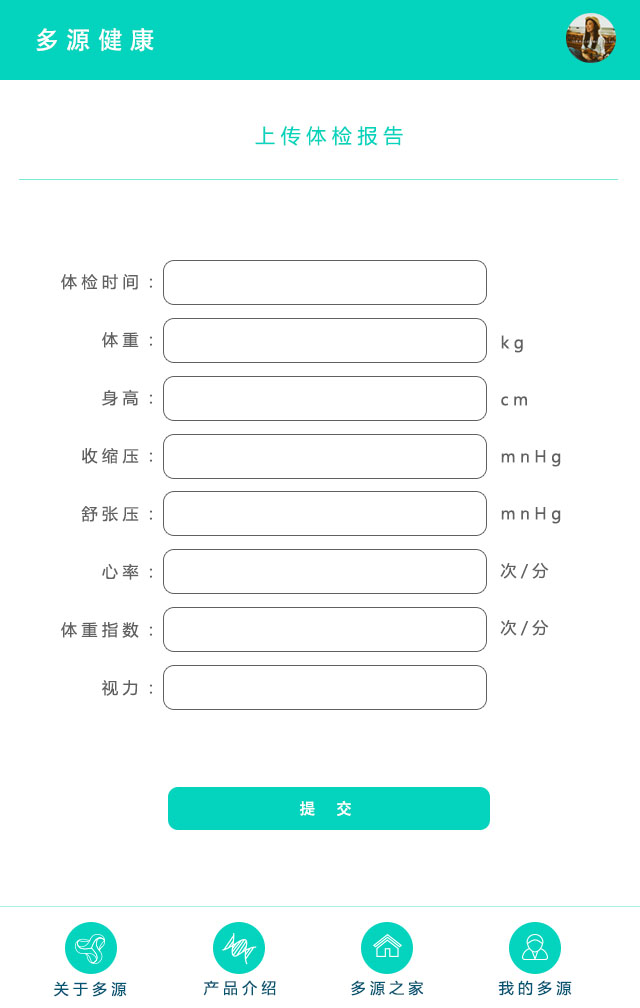 多源健康
上传体检报告
体检时间：
体重： kg
身高： cm
收缩压： mnHg
舒张压： mnHg
心率： 次/分
体重指数： 次/分
视力：
提 交
关于多源 产品介绍 多源之家 我的多源